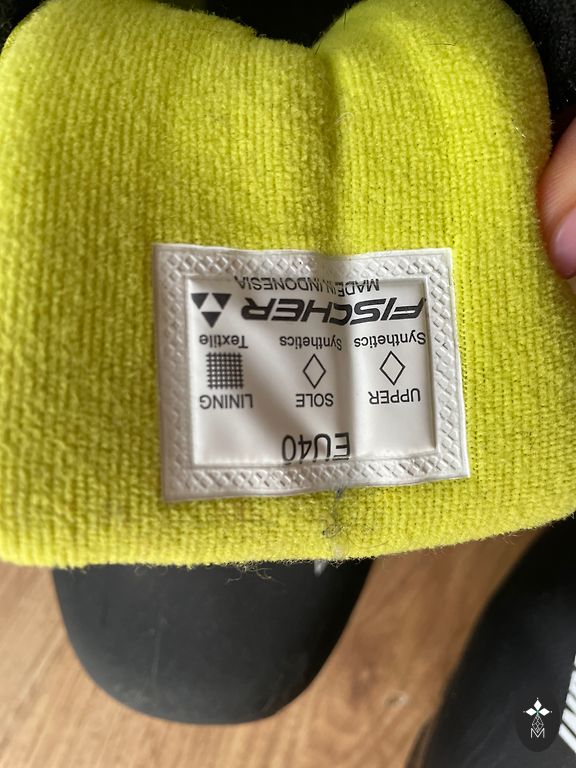 EU40
UPPER SOLE LINING
Synthetics Synthetics Textile
FISCHER
MADE IN INDONESIA
M